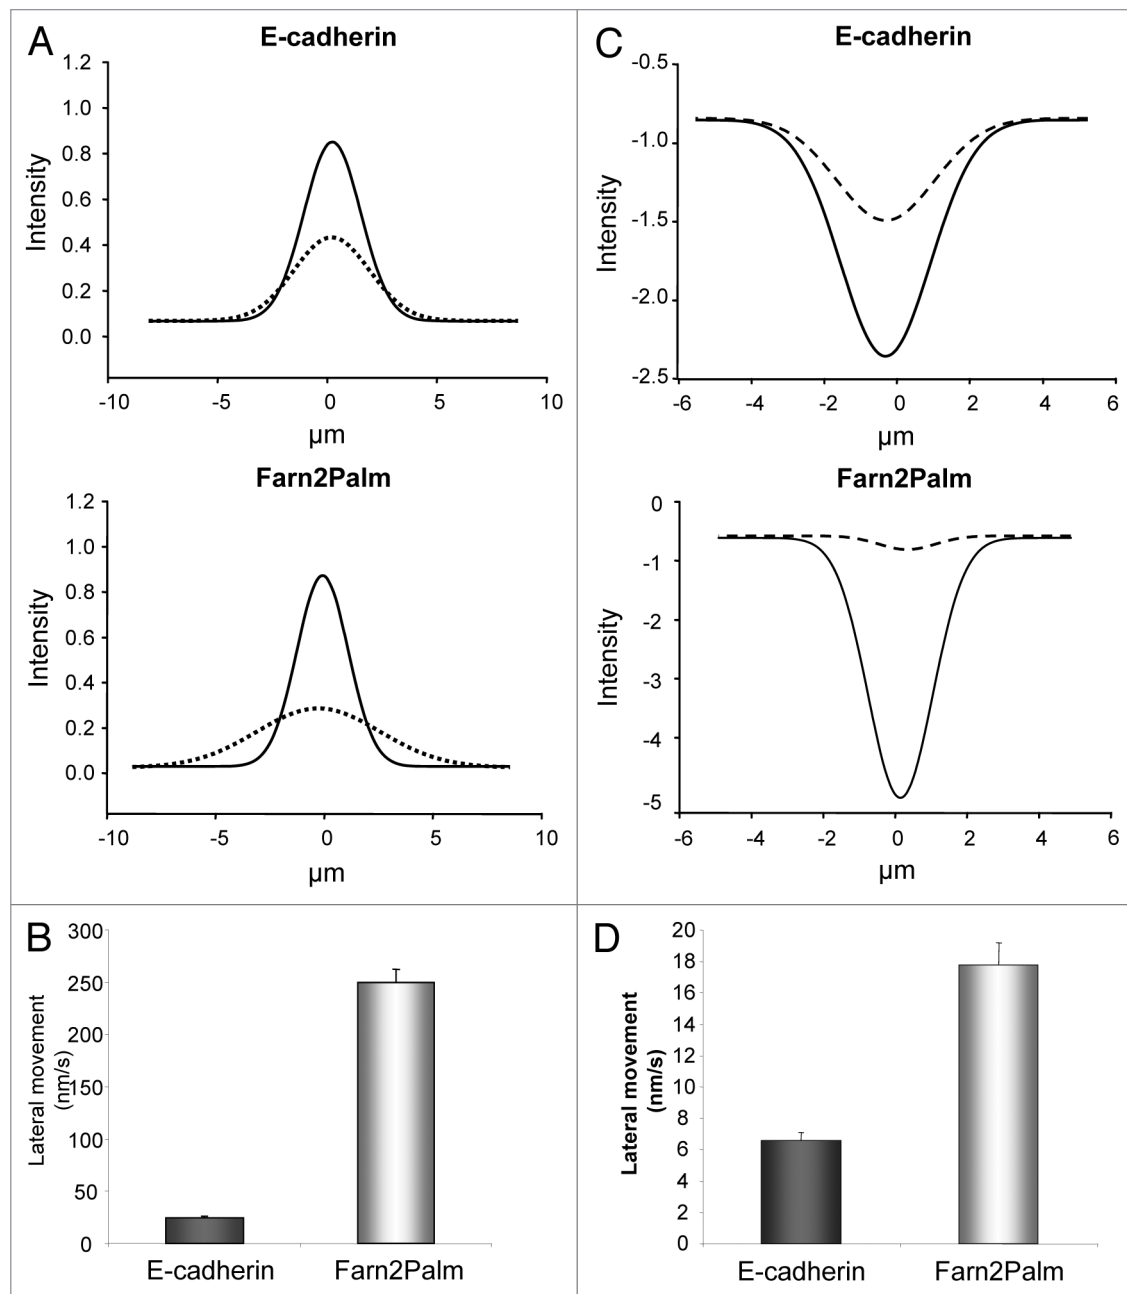 A
E-cadherin
1.2
1.0
0.8
0.6
0.4
0.2
0.0
Intensity
-10 -5 0 5 10
µm
Farn2Palm
1.2
1.0
0.8
0.6
0.4
0.2
0.0
Intensity
-10 -5 0 5 10
µm
C
E-cadherin
-0.5
-1.0
-1.5
-2.0
-2.5
Intensity
-6 -4 -2 0 2 4 6
µm
Farn2Palm
0
-1
-2
-3
-4
-5
Intensity
-6 -4 -2 0 2 4 6
µm
B
300
250
200
150
100
50
0
Lateral movement
(nm/s)
E-cadherin Farn2Palm
D
20
18
16
14
12
10
8
6
4
2
0
Lateral movement
(nm/s)
E-cadherin Farn2Palm